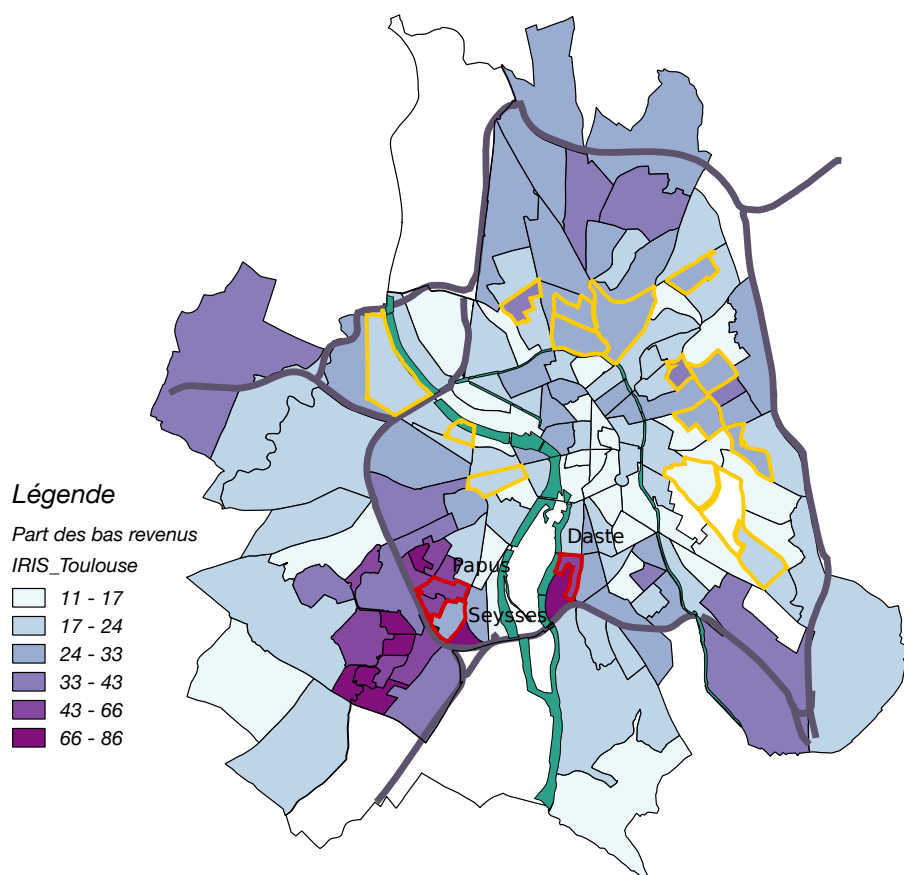 Daste
Papus
Seysses
Légende
Part des bas revenus
IRIS_Toulouse
11 - 17
17 - 24
24 - 33
33 - 43
43 - 66
66 - 86